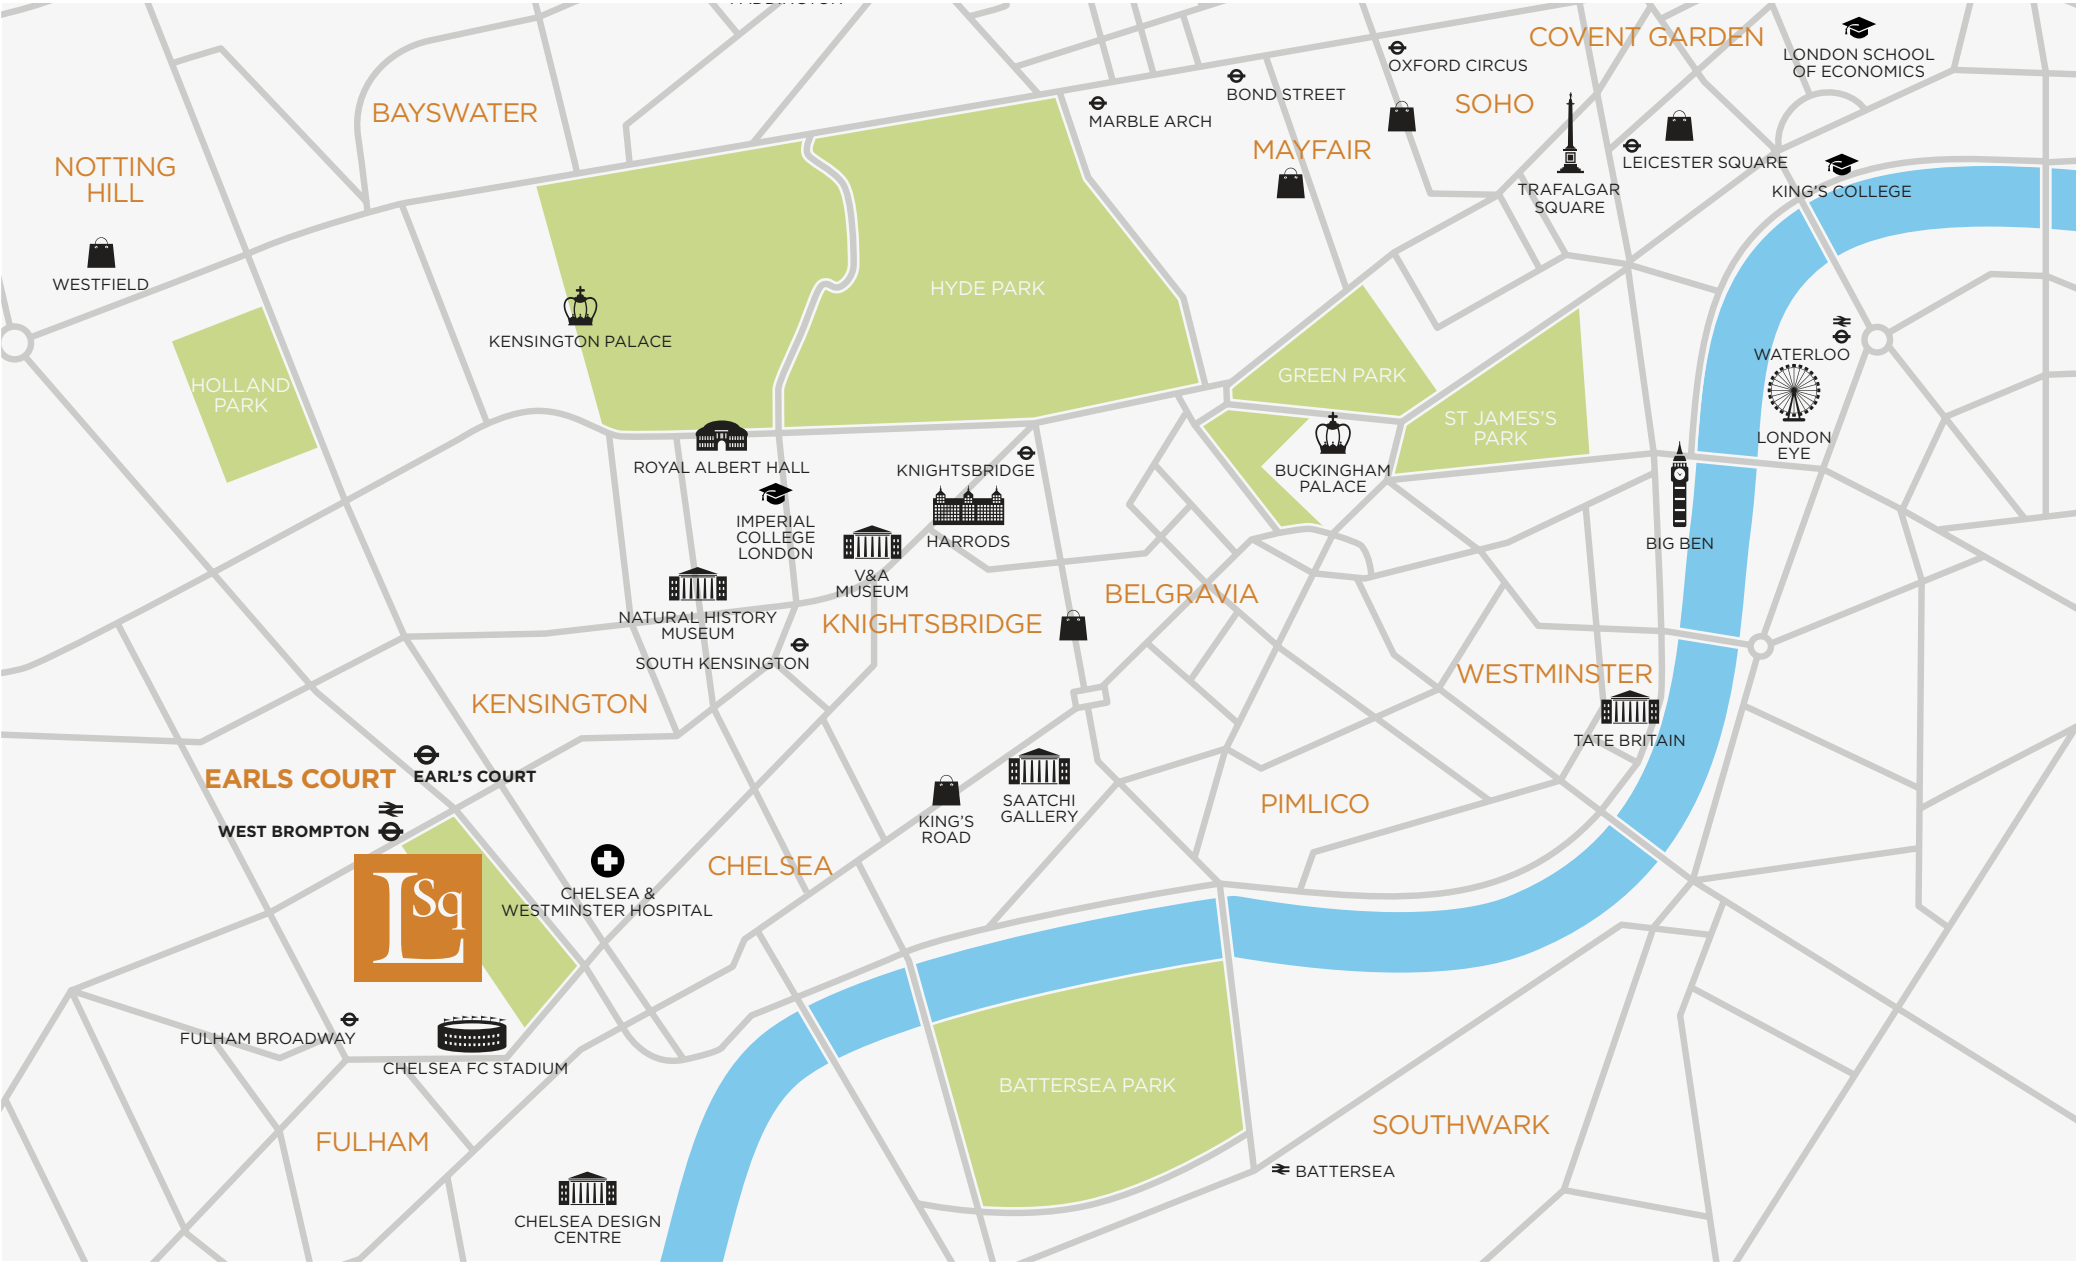 COVENT GARDEN
LONDON SCHOOL
OF ECONOMICS
OXFORD CIRCUS
BOND STREET
SOHO
BAYSWATER
MARBLE ARCH
MAYFAIR
LEICESTER SQUARE
NOTTING
HILL
TRAFALGAR
SQUARE
KING'S COLLEGE
WESTFIELD
HYDE PARK
KENSINGTON PALACE
WATERLOO
HOLLAND
PARK
GREEN PARK
ST JAMES'S
PARK
LONDON
EYE
ROYAL ALBERT HALL
KNIGHTSBRIDGE
BUCKINGHAM
PALACE
IMPERIAL
COLLEGE
LONDON
HARRODS
BIG BEN
V&A
MUSEUM
BELGRAVIA
NATURAL HISTORY
MUSEUM
KNIGHTSBRIDGE
SOUTH KENSINGTON
WESTMINSTER
KENSINGTON
TATE BRITAIN
EARLS COURT
EARL'S COURT
SAATCHI
GALLERY
PIMLICO
KING'S
ROAD
WEST BROMPTON
CHELSEA
CHELSEA &
WESTMINSTER HOSPITAL
LSq
FULHAM BROADWAY
CHELSEA FC STADIUM
BATTERSEA PARK
SOUTHWARK
FULHAM
BATTERSEA
CHELSEA DESIGN
CENTRE